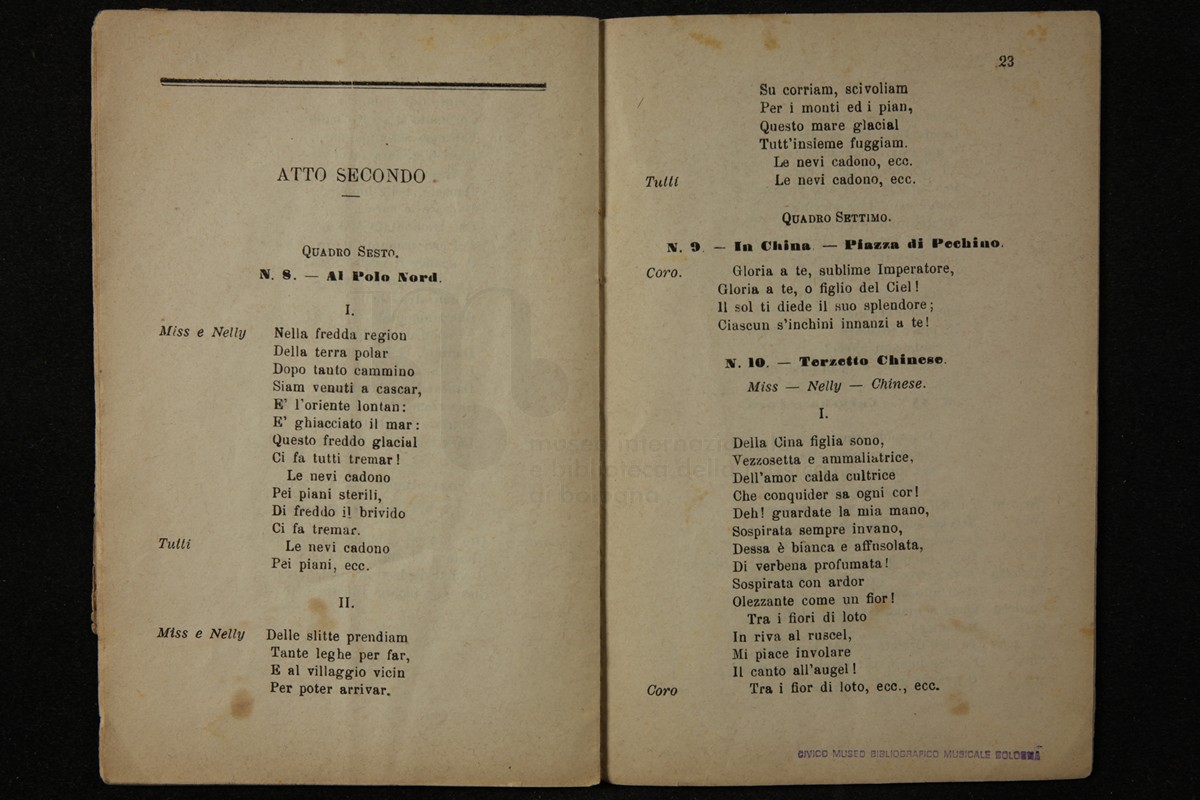 ATTO SECONDO
QUADRO SESTO.
N. 8. — Al Polo Nord.
I.
Miss e Nelly Nella fredda region
Della terra polar
Dopo tanto cammino
Siam venuti a cascar,
E' l'oriente lontan:
E' ghiacciato il mar:
Questo freddo glacial
Ci fa tutti tremar!
Le nevi cadono
Pei piani sterili,
Di freddo il brivido
Ci fa tremar.
Tutti Le nevi cadono
Pei piani, ecc.
II.
Miss e Nelly Delle slitte prendiam
Tante leghe per far,
E al villaggio vicin
Per poter arrivar.
23
Su corriam, scivoliam
Per i monti ed i pian,
Questo mare glacial
Tutt'insieme fuggiam.
Le nevi cadono, ecc.
Tutti Le nevi cadono, ecc.
QUADRO SETTIMO.
N. 9. — In China — Piazza di Pechino.
Coro. Gloria a te, sublime Imperatore,
Gloria a te, o figlio del Ciel!
Il sol ti diede il suo splendore;
Ciascun s'inchini innanzi a te!
N. 10. — Terzetto Chinese.
Miss — Nelly — Chinese.
I.
Della Cina figlia sono,
Vezzosetta e ammaliatrice,
Dell'amor calda cultrice
Che conquider sa ogni cor!
Deh! guardate la mia mano,
Sospirata sempre invano,
Dessa è bianca e affusolata,
Di verbena profumata!
Sospirata con ardor
Olezzante come un fior!
Tra i fiori di loto
In riva al ruscel,
Mi piace involare
Il canto all'augel!
Coro Tra i fior di loto, ecc., ecc.
CIVICO MUSEO BIBLIOGRAFICO MUSICALE BOLOGNA
museo internazio
e biblioteca della
di bologna